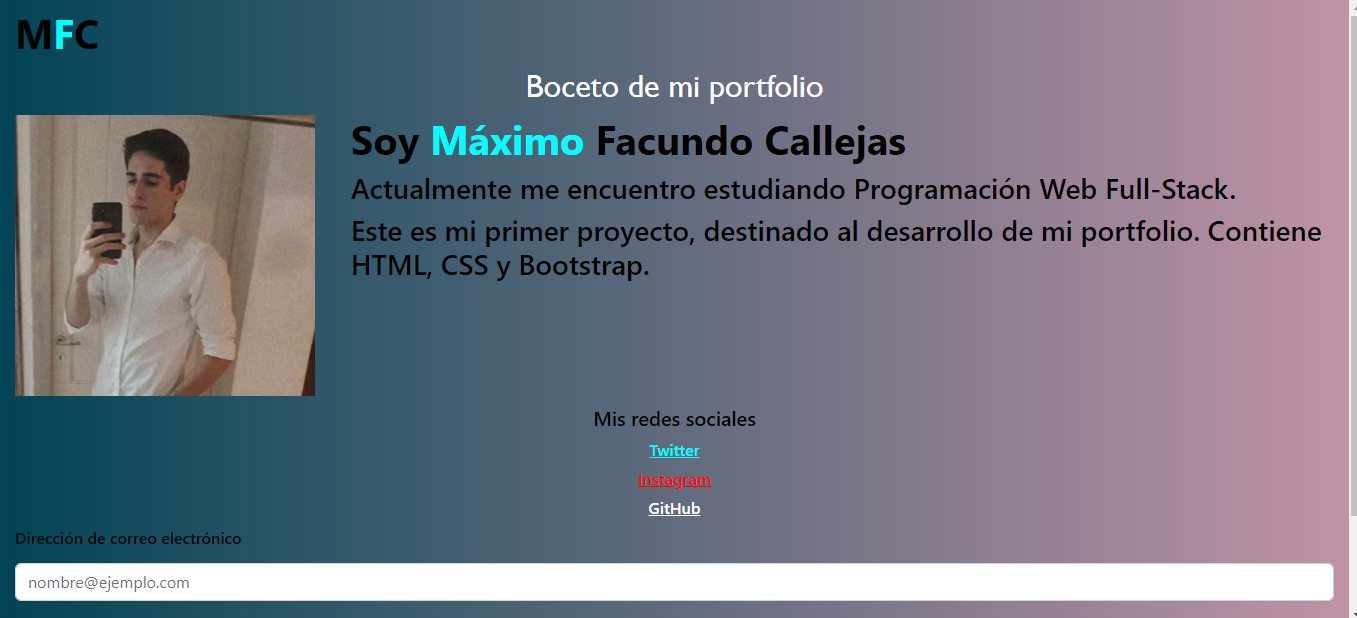 MFC
Boceto de mi portfolio
Soy Máximo Facundo Callejas
Actualmente me encuentro estudiando Programación Web Full-Stack.
Este es mi primer proyecto, destinado al desarrollo de mi portfolio. Contiene
HTML, CSS y Bootstrap.
Mis redes sociales
Twitter
Instagram
GitHub
Dirección de correo electrónico
nombre@ejemplo.com